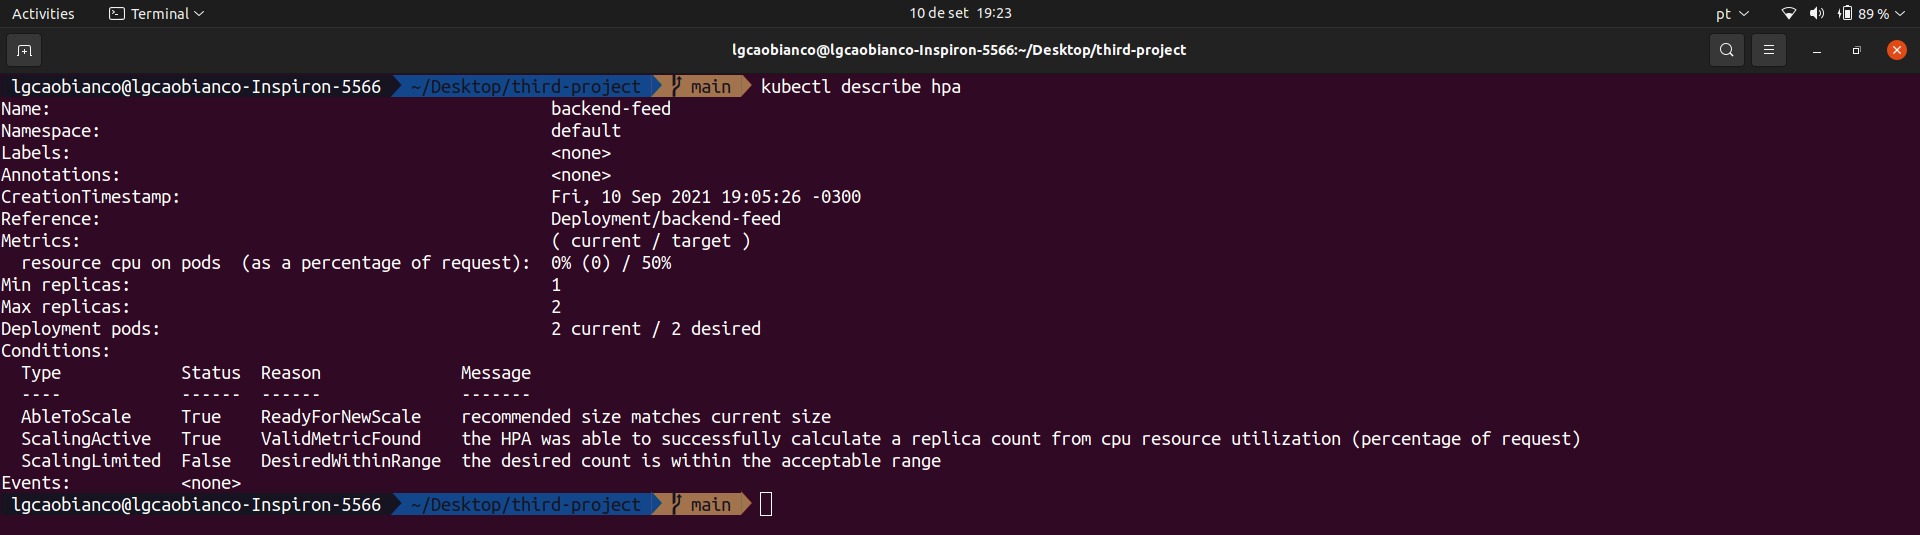 Activities Terminal 10 de set 19:23 pt 89 %
lgcaobianco@lgcaobianco-Inspiron-5566:~/Desktop/third-project
lgcaobianco@lgcaobianco-Inspiron-5566 ~/Desktop/third-project main kubectl describe hpa
Name: backend-feed
Namespace: default
Labels: <none>
Annotations: <none>
CreationTimestamp: Fri, 10 Sep 2021 19:05:26 -0300
Reference: Deployment/backend-feed
Metrics: ( current / target )
resource cpu on pods (as a percentage of request): 0% (0) / 50%
Min replicas: 1
Max replicas: 2
Deployment pods: 2 current / 2 desired
Conditions:
Type Status Reason Message
---- ------ ------ -------
AbleToScale True ReadyForNewScale recommended size matches current size
ScalingActive True ValidMetricFound the HPA was able to successfully calculate a replica count from cpu resource utilization (percentage of request)
ScalingLimited False DesiredWithinRange the desired count is within the acceptable range
Events: <none>
lgcaobianco@lgcaobianco-Inspiron-5566 ~/Desktop/third-project main